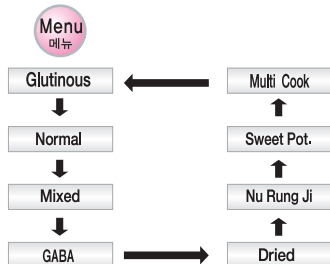 Menu
메뉴
Glutinous
Multi Cook
Normal
Sweet Pot.
Mixed
Nu Rung Ji
GABA
Dried